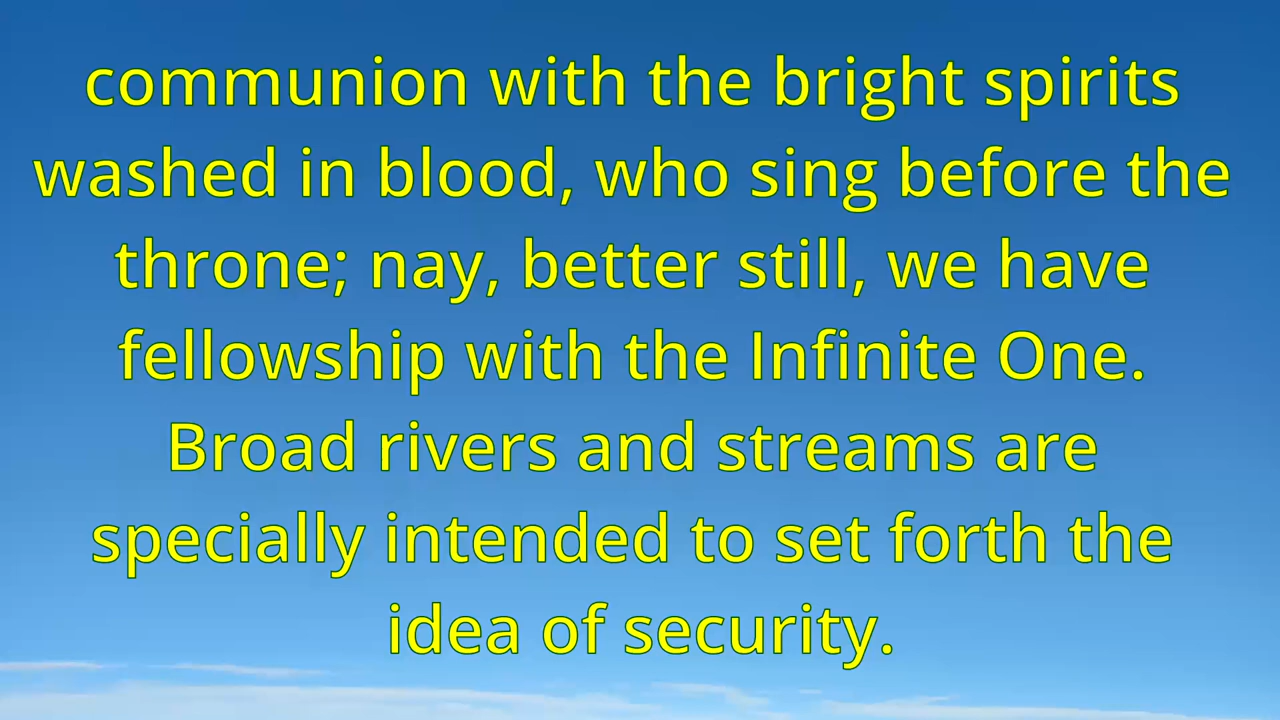 communion with the bright spirits
washed in blood, who sing before the
throne; nay, better still, we have
fellowship with the Infinite One.
Broad rivers and streams are
specially intended to set forth the
idea of security.